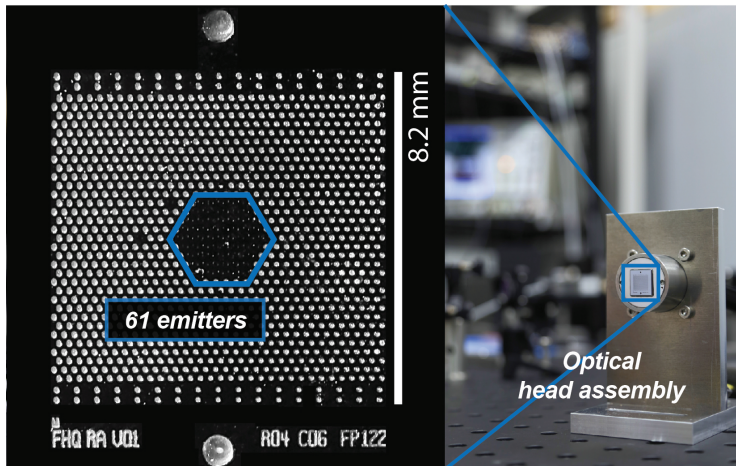 8.2 mm
61 emitters
Optical
head assembly
FHQ RA V01
R04 C06 FP122